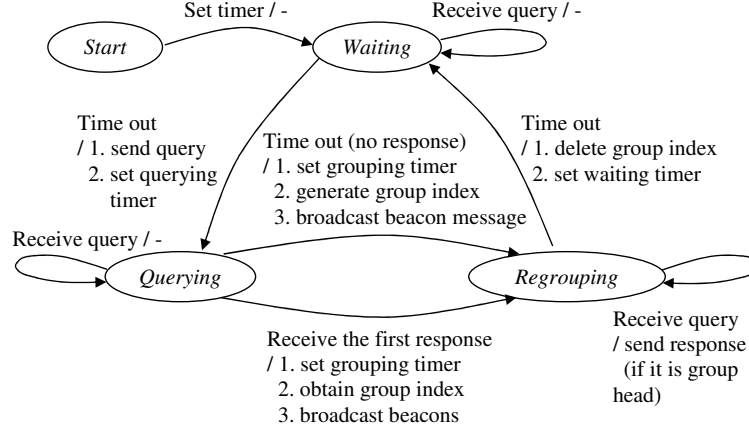 Set timer / -
Receive query / -
Start
Waiting
Time out
/ 1. send query
2. set querying
timer
Time out (no response)
/ 1. set grouping timer
2. generate group index
3. broadcast beacon message
Time out
/ 1. delete group index
2. set waiting timer
Receive query / -
Querying
Regrouping
Receive the first response
/ 1. set grouping timer
2. obtain group index
3. broadcast beacons
Receive query
/ send response
(if it is group
head)